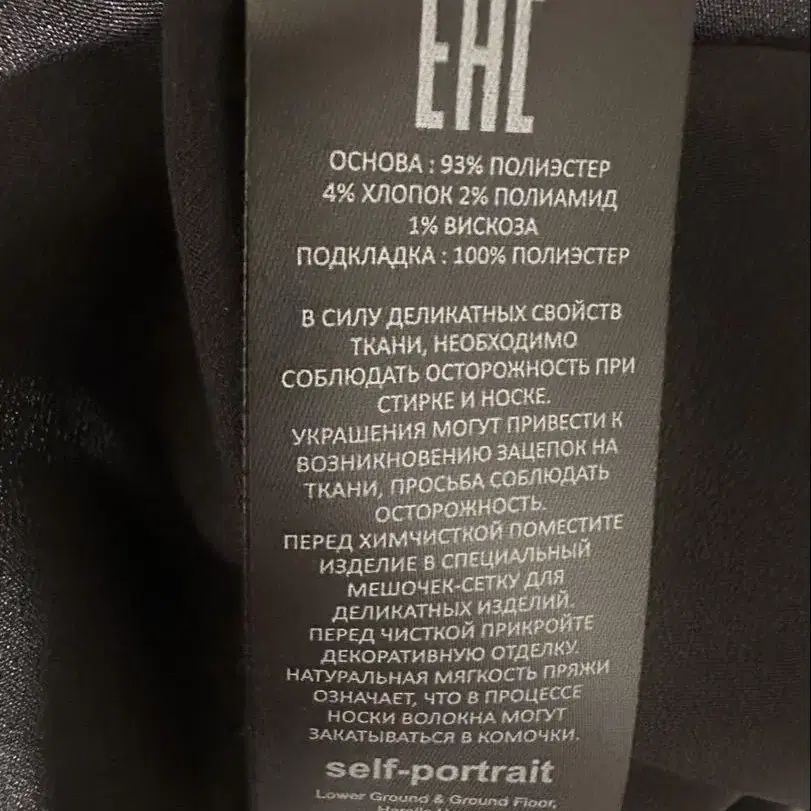 EAC
ОСНОВА : 93% ПОЛИЭСТЕР
4% ХЛОПОК 2% ПОЛИАМИД
1% ВИСКОЗА
ПОДКЛАДКА : 100% ПОЛИЭСТЕР
В СИЛУ ДЕЛИКАТНЫХ СВОЙСТВ
ТКАНИ, НЕОБХОДИМО
СОБЛЮДАТЬ ОСТОРОЖНОСТЬ ПРИ
СТИРКЕ И НОСКЕ.
УКРАШЕНИЯ МОГУТ ПРИВЕСТИ К
ВОЗНИКНОВЕНИЮ ЗАЦЕПОК НА
ТКАНИ, ПРОСЬБА СОБЛЮДАТЬ
ОСТОРОЖНОСТЬ.
ПЕРЕД ХИМЧИСТКОЙ ПОМЕСТИТЕ
ИЗДЕЛИЕ В СПЕЦИАЛЬНЫЙ
МЕШОЧЕК-СЕТКУ ДЛЯ
ДЕЛИКАТНЫХ ИЗДЕЛИЙ.
ПЕРЕД ЧИСТКОЙ ПРИКРОЙТЕ
ДЕКОРАТИВНУЮ ОТДЕЛКУ.
НАТУРАЛЬНАЯ МЯГКОСТЬ ПРЯЖИ
ОЗНАЧАЕТ, ЧТО В ПРОЦЕССЕ
НОСКИ ВОЛОКНА МОГУТ
ЗАКАТЫВАТЬСЯ В КОМОЧКИ.
self-portrait
Lower Ground & Ground Floor,